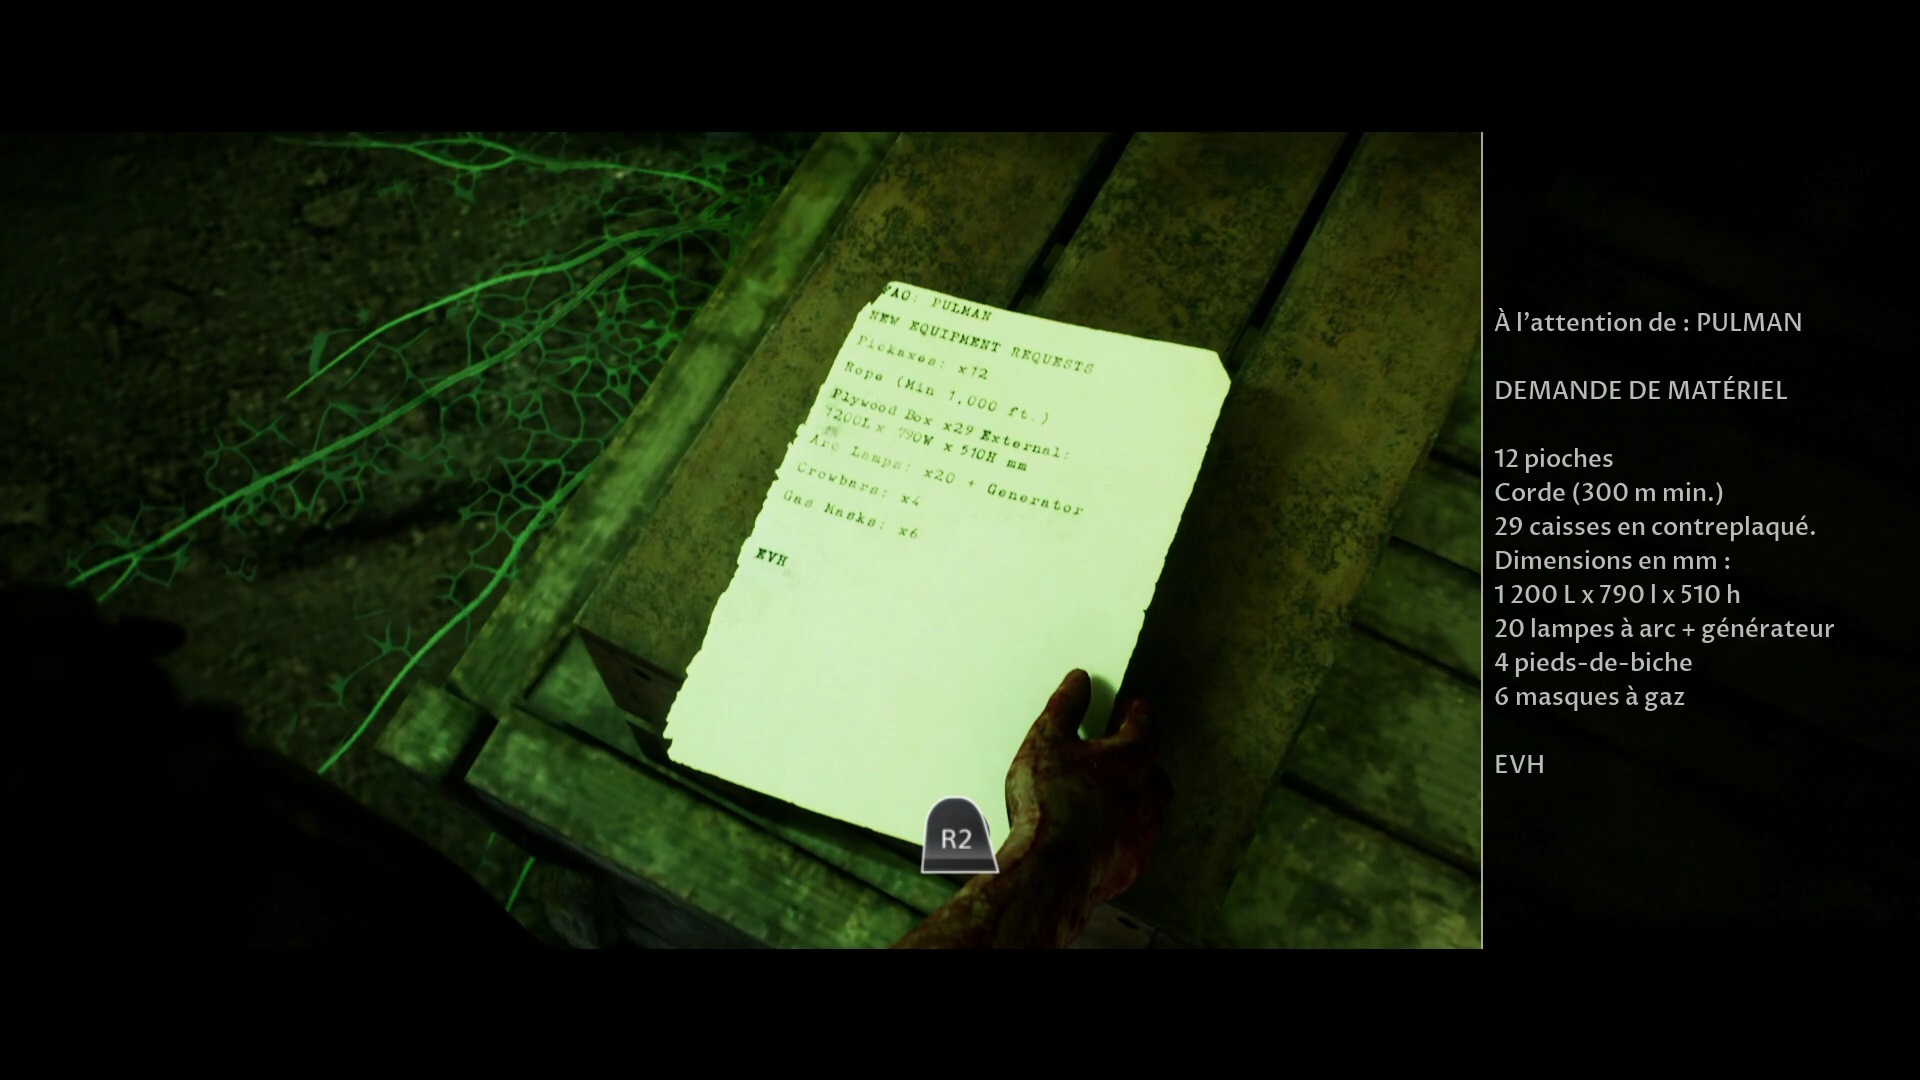 FAO: PULMAN
NEW EQUIPMENT REQUESTS
Pickaxes: x12
Rope (Min 1,000 ft.)
Plywood Box x29 External:
1200L x 790W x 510H mm
Arc Lamps: x20 + Generator
Crowbars: x4
Gas Masks: x6
EVH
R2
À l'attention de : PULMAN
DEMANDE DE MATÉRIEL
12 pioches
Corde (300 m min.)
29 caisses en contreplaqué.
Dimensions en mm :
1 200 L x 790 l x 510 h
20 lampes à arc + générateur
4 pieds-de-biche
6 masques à gaz
EVH